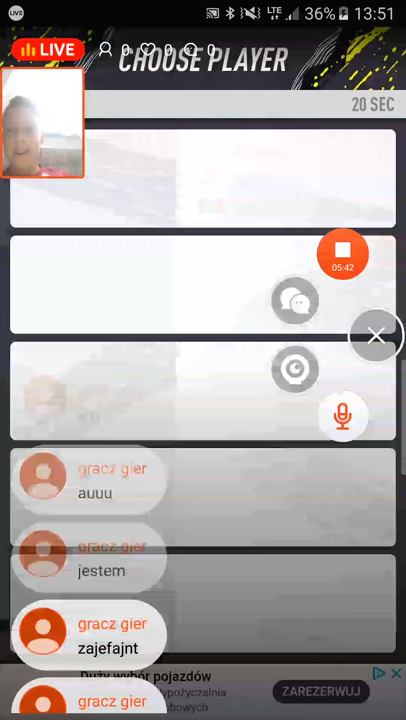 LIVE
LTE
36%
13:51
LIVE
0
0
0
CHOOSE PLAYER
20 SEC
05:42
gracz gier
auuu
gracz gier
jestem
gracz gier
zajefajnt
gracz gier
Duży wybór pojazdów
ZAREZERWUJ